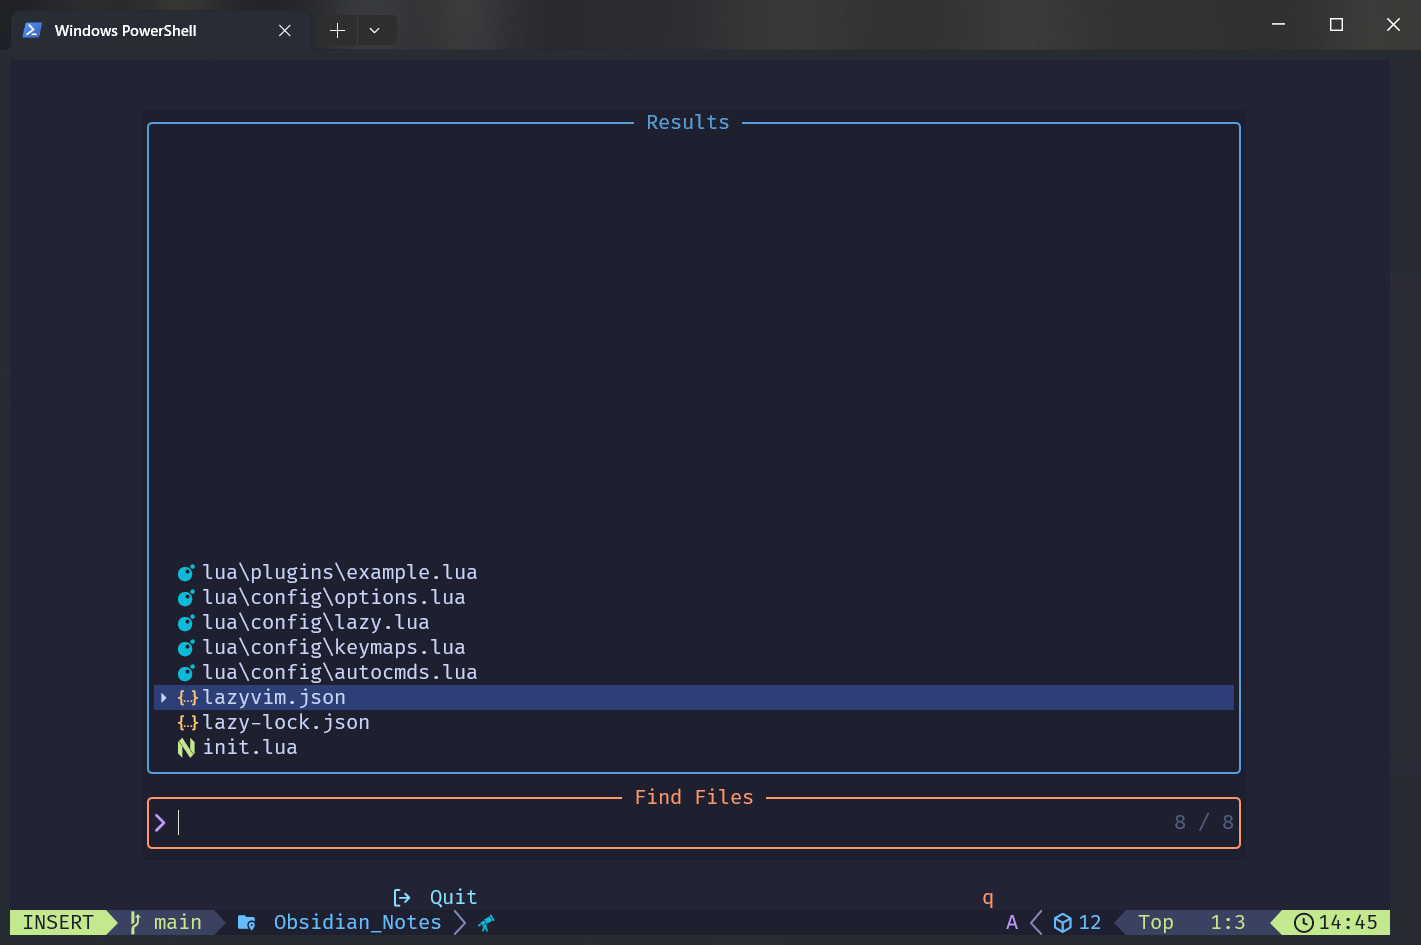 Windows PowerShell
Results
lua\plugins\example.lua
lua\config\options.lua
lua\config\lazy.lua
lua\config\keymaps.lua
lua\config\autocmds.lua
{…} lazyvim.json
{…} lazy-lock.json
init.lua
Find Files
8 / 8
Quit q
INSERT main Obsidian_Notes A 12 Top 1:3 14:45